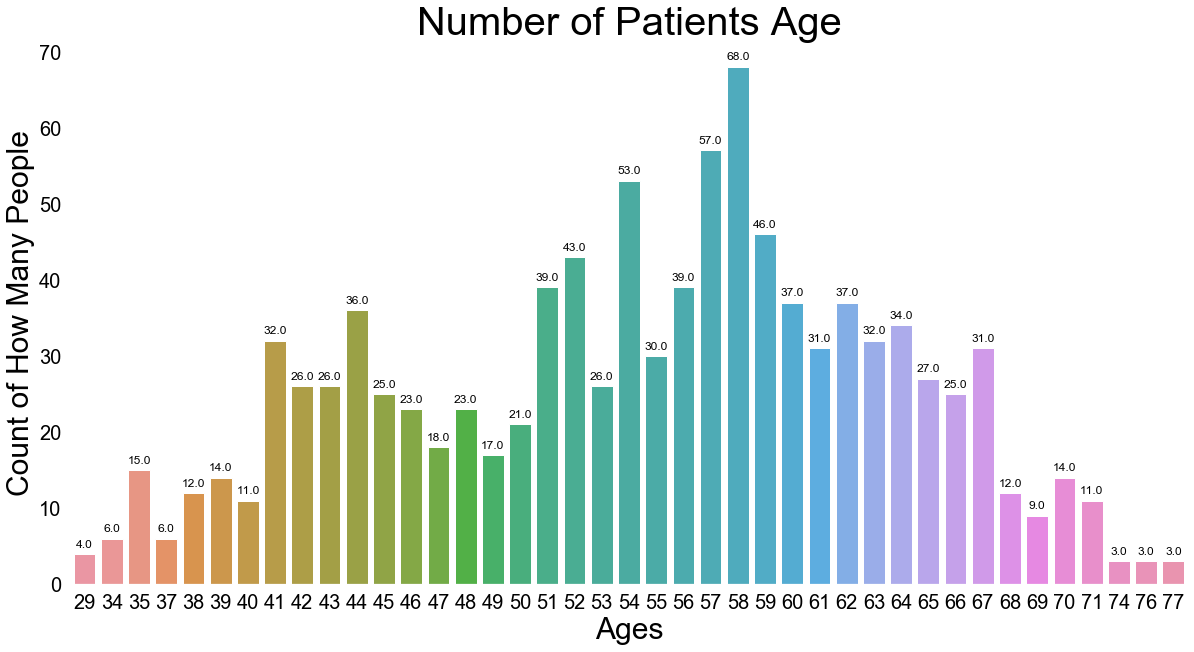 Number of Patients Age
Count of How Many People
70
60
50
40
30
20
10
0
4.0 6.0 15.0 6.0 12.0 14.0 11.0 32.0 26.0 26.0 36.0 25.0 23.0 18.0 23.0 17.0 21.0 39.0 43.0 26.0 53.0 30.0 39.0 57.0 68.0 46.0 37.0 31.0 37.0 32.0 34.0 27.0 25.0 31.0 12.0 9.0 14.0 11.0 3.0 3.0 3.0
29 34 35 37 38 39 40 41 42 43 44 45 46 47 48 49 50 51 52 53 54 55 56 57 58 59 60 61 62 63 64 65 66 67 68 69 70 71 74 76 77
Ages